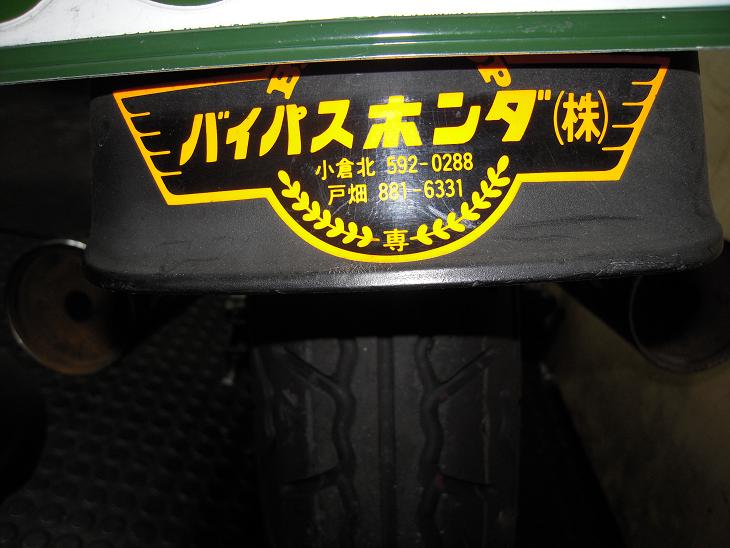 バイパスホンダ(株)
小倉北 592-0288
戸畑 881-6331
専